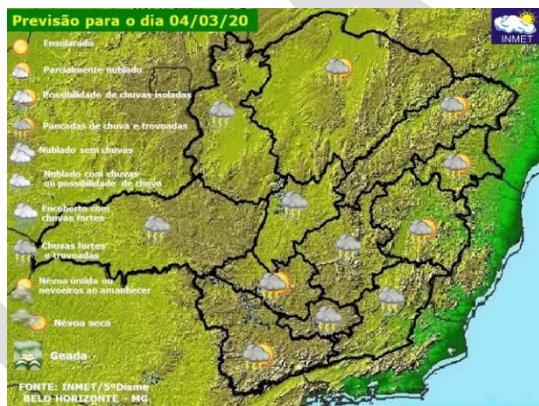 Previsão para o dia 04/03/20
INMET
Ensolarado
Parcialmente nublado
Possibilidade de chuvas isoladas
Pancadas de chuva e trovoadas
Nublado sem chuvas
Nublado com chuvas
ou possibilidade de chuva
Encoberto com
chuvas fortes
Chuvas fortes
e trovoadas
Névoa úmida ou
nevoeiros ao amanhecer
Névoa seca
Geada
FONTE: INMET/5ºDisme
BELO HORIZONTE - MG